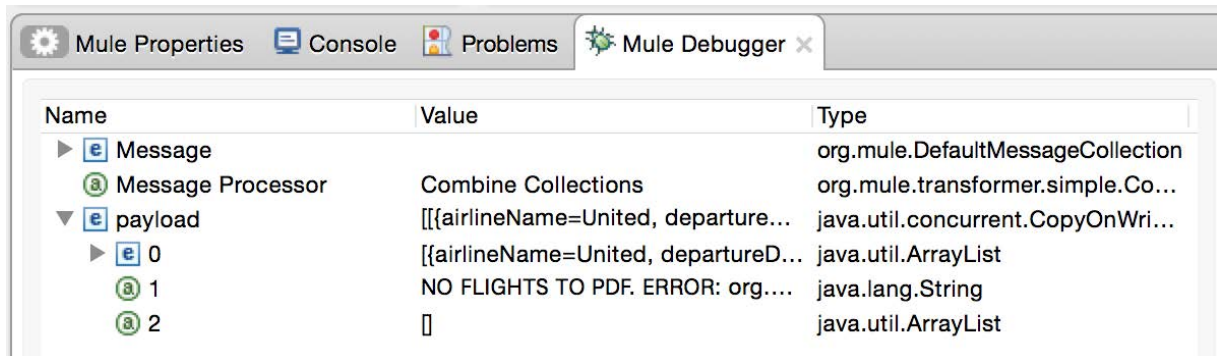 Mule Properties Console Problems Mule Debugger
Name Value Type
e Message org.mule.DefaultMessageCollection
a Message Processor Combine Collections org.mule.transformer.simple.Co...
e payload [[{airlineName=United, departure... java.util.concurrent.CopyOnWri...
e 0 [{airlineName=United, departureD... java.util.ArrayList
a 1 NO FLIGHTS TO PDF. ERROR: org.... java.lang.String
a 2 [] java.util.ArrayList